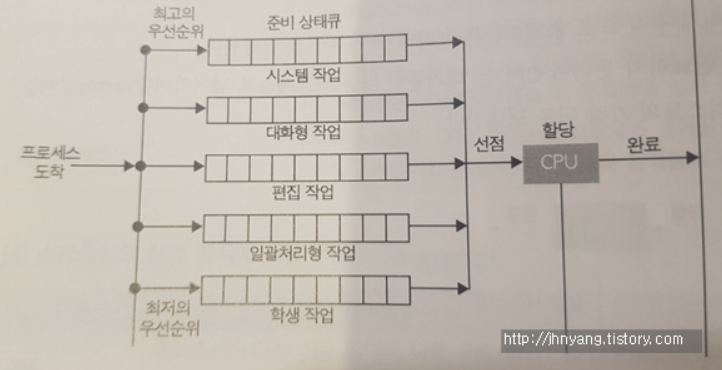 최고의
우선순위
준비 상태큐
시스템 작업
대화형 작업
프로세스
도착
편집 작업
선점
할당
CPU
완료
일괄처리형 작업
최저의
우선순위
학생 작업
http://jhnyang.tistory.com